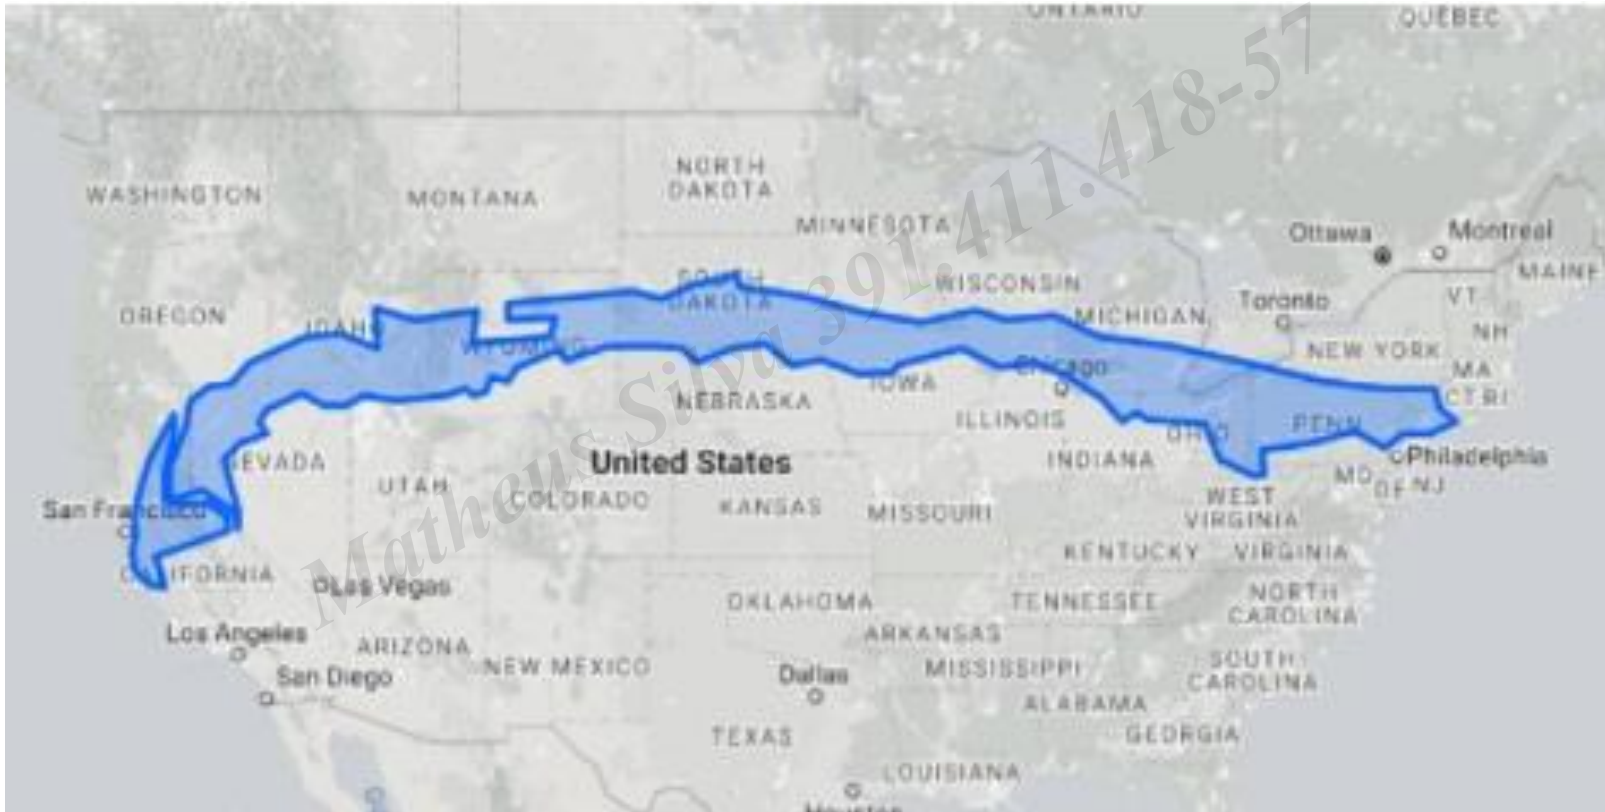 ONTARIO
QUÉBEC
NORTH
DAKOTA
WASHINGTON
MONTANA
MINNESOTA
Ottawa
Montreal
MAINE
SOUTH
DAKOTA
WISCONSIN
OREGON
IDAH
MICHIGAN
Toronto
VT
NH
WYOMING
NEW YORK
MA
Chicago
IOWA
CT RI
NEBRASKA
ILLINOIS
OHIO
PENN
NEVADA
United States
INDIANA
Philadelphia
UTAH
COLORADO
KANSAS
MISSOURI
MD
DE
NJ
San Francisco
WEST
VIRGINIA
KENTUCKY
VIRGINIA
CALIFORNIA
Las Vegas
OKLAHOMA
TENNESSEE
NORTH
CAROLINA
Los Angeles
ARIZONA
ARKANSAS
NEW MEXICO
MISSISSIPPI
SOUTH
CAROLINA
San Diego
Dallas
ALABAMA
TEXAS
GEORGIA
LOUISIANA
Houston
Matheus Silva 391.411.418-57